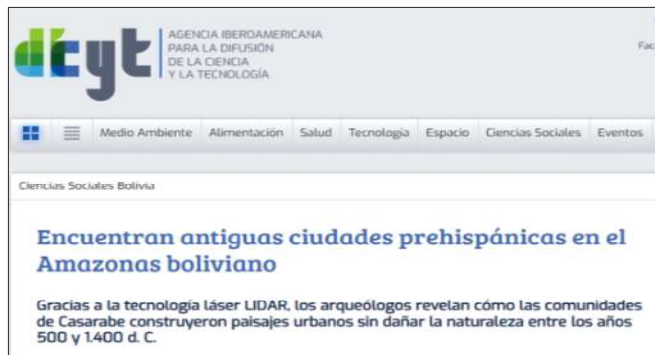 dicyt
AGENCIA IBEROAMERICANA
PARA LA DIFUSIÓN
DE LA CIENCIA
Y LA TECNOLOGÍA
Fac
Medio Ambiente Alimentación Salud Tecnología Espacio Ciencias Sociales Eventos
Ciencias Sociales Bolivia
Encuentran antiguas ciudades prehispánicas en el
Amazonas boliviano
Gracias a la tecnología láser LIDAR, los arqueólogos revelan cómo las comunidades
de Casarabe construyeron paisajes urbanos sin dañar la naturaleza entre los años
500 y 1.400 d. C.